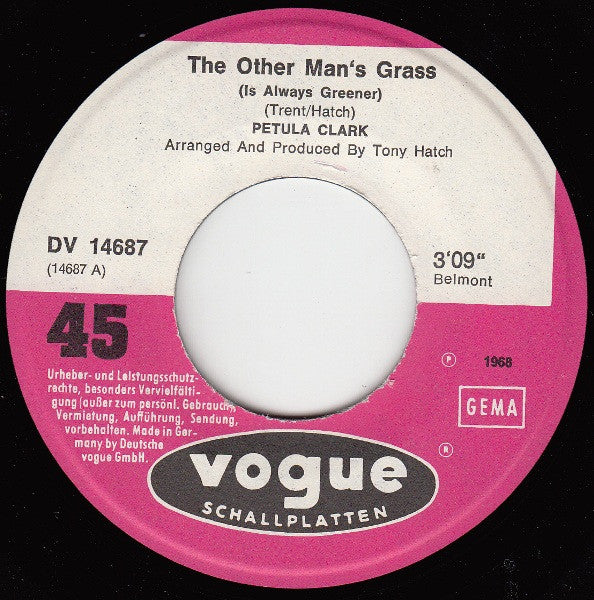 The Other Man's Grass
(Is Always Greener)
(Trent/Hatch)
PETULA CLARK
Arranged And Produced By Tony Hatch
DV 14687
(14687 A)
3'09"
Belmont
45
Ⓟ 1968
Urheber- und Leistungsschutz-
rechte, besonders Vervielfälti-
gung (außer zum persönl. Gebrauch),
Vermietung, Aufführung, Sendung,
vorbehalten. Made in Ger-
many by Deutsche
vogue GmbH.
GEMA
®
vogue
SCHALLPLATTEN